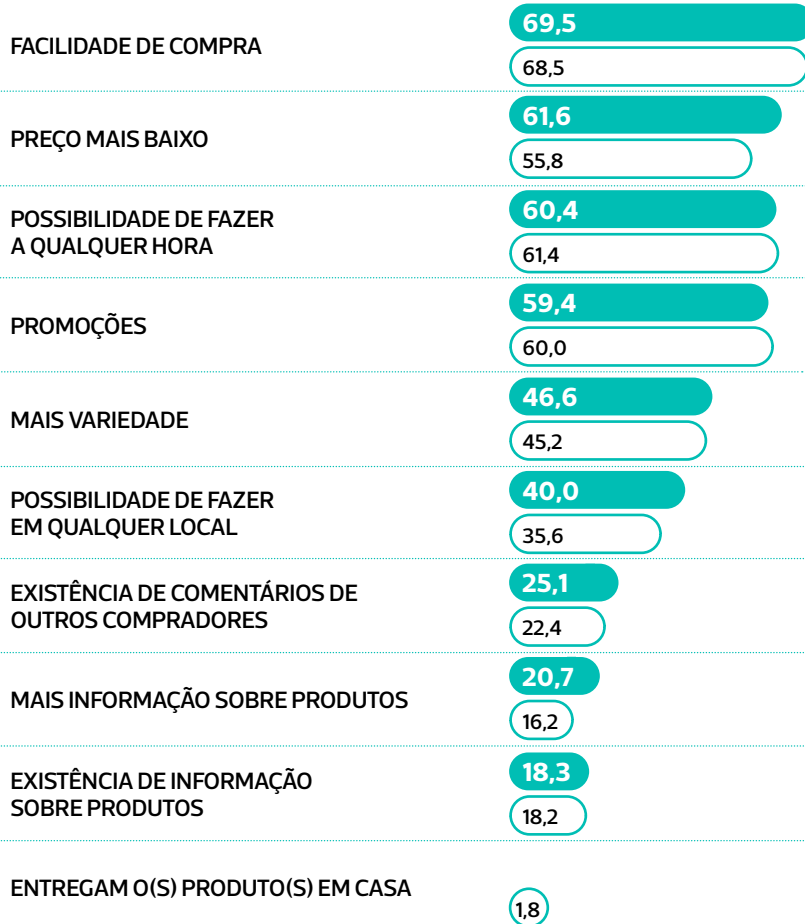 FACILIDADE DE COMPRA
69,5
68,5
PREÇO MAIS BAIXO
61,6
55,8
POSSIBILIDADE DE FAZER
A QUALQUER HORA
60,4
61,4
PROMOÇÕES
59,4
60,0
MAIS VARIEDADE
46,6
45,2
POSSIBILIDADE DE FAZER
EM QUALQUER LOCAL
40,0
35,6
EXISTÊNCIA DE COMENTÁRIOS DE
OUTROS COMPRADORES
25,1
22,4
MAIS INFORMAÇÃO SOBRE PRODUTOS
20,7
16,2
EXISTÊNCIA DE INFORMAÇÃO
SOBRE PRODUTOS
18,3
18,2
ENTREGAM O(S) PRODUTO(S) EM CASA
1,8